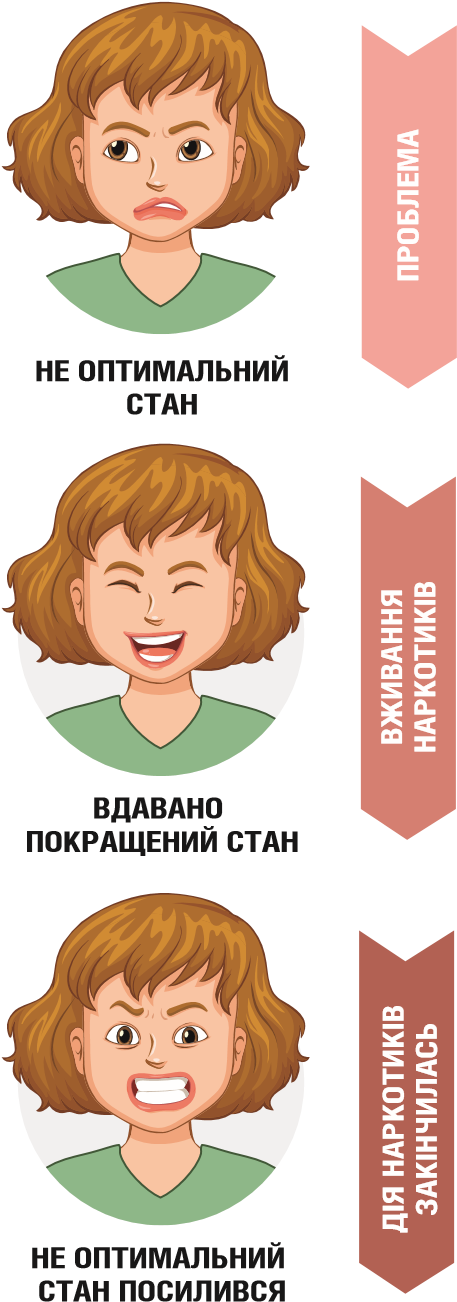 ПРОБЛЕМА
НЕ ОПТИМАЛЬНИЙ
СТАН
ВЖИВАННЯ
НАРКОТИКІВ
ВДАВАНО
ПОКРАЩЕНИЙ СТАН
ДІЯ НАРКОТИКІВ
ЗАКІНЧИЛАСЬ
НЕ ОПТИМАЛЬНИЙ
СТАН ПОСИЛИВСЯ